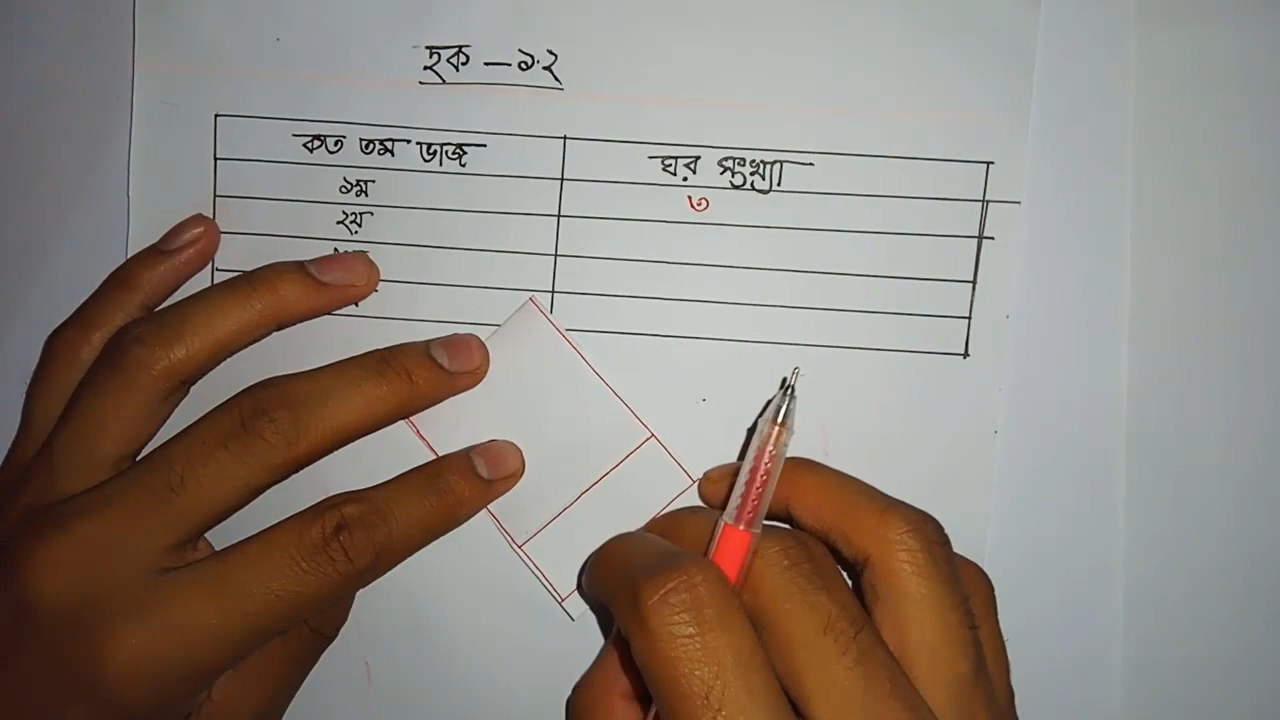 ছক - ১.২
কত তম ভাজ
ঘর সংখ্যা
১ম
৩
২য়